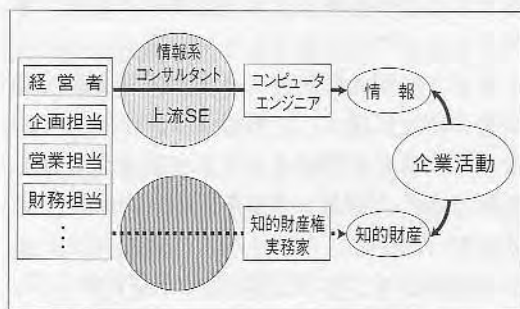 情報系
コンサルタント
上流SE
経営者
企画担当
営業担当
財務担当
⋮
コンピュータ
エンジニア
情報
企業活動
知的財産権
実務家
知的財産